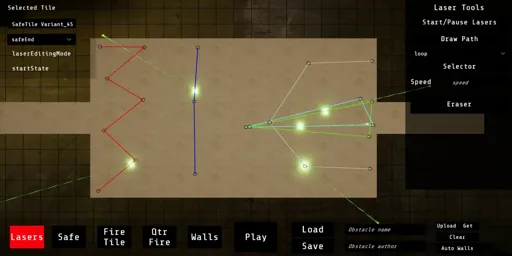 Selected Tile
SafeTile Variant_45
safeEnd
laserEditingMode
startState
Laser Tools
Start/Pause Lasers
Draw Path
loop
Selector
Speed
speed
Eraser
Lasers
Safe
Fire Tile
Qtr Fire
Walls
Play
Load
Save
Obstacle name
Obstacle author
Upload
Get
Clear
Auto Walls